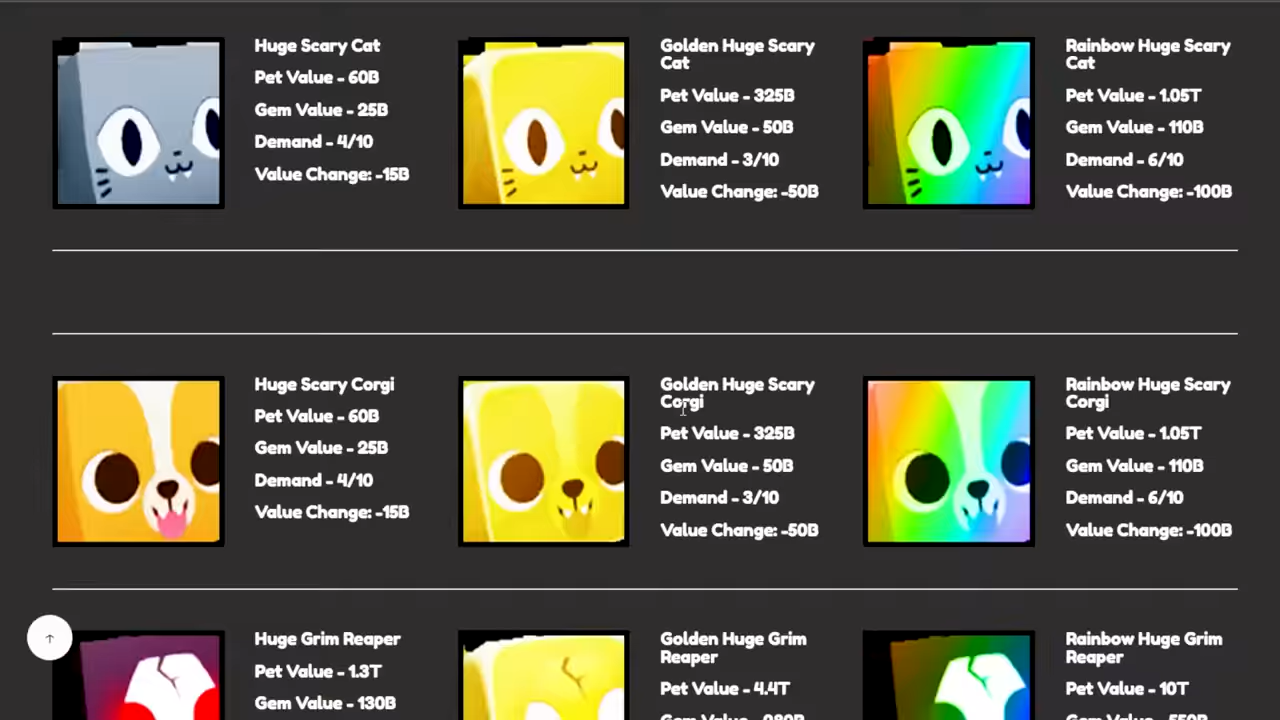 Huge Scary Cat
Pet Value - 60B
Gem Value - 25B
Demand - 4/10
Value Change: -15B
Golden Huge Scary
Cat
Pet Value - 325B
Gem Value - 50B
Demand - 3/10
Value Change: -50B
Rainbow Huge Scary
Cat
Pet Value - 1.05T
Gem Value - 110B
Demand - 6/10
Value Change: -100B
Huge Scary Corgi
Pet Value - 60B
Gem Value - 25B
Demand - 4/10
Value Change: -15B
Golden Huge Scary
Corgi
Pet Value - 325B
Gem Value - 50B
Demand - 3/10
Value Change: -50B
Rainbow Huge Scary
Corgi
Pet Value - 1.05T
Gem Value - 110B
Demand - 6/10
Value Change: -100B
Huge Grim Reaper
Pet Value - 1.3T
Gem Value - 130B
Golden Huge Grim
Reaper
Pet Value - 4.4T
Gem Value -
Rainbow Huge Grim
Reaper
Pet Value - 10T
Gem Value -